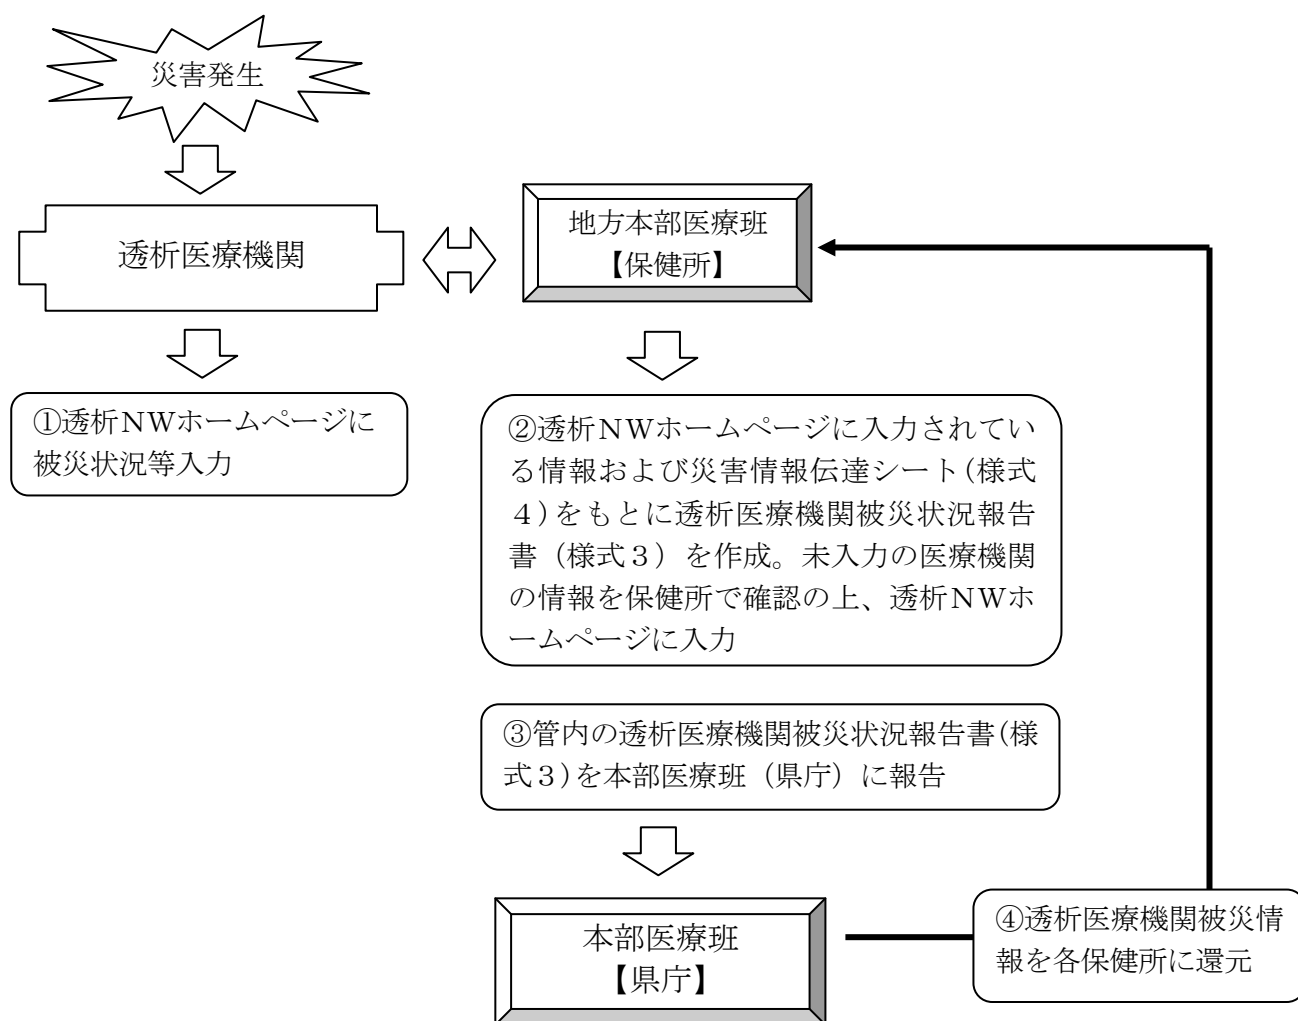 災害発生
透析医療機関
地方本部医療班
【保健所】
①透析ＮＷホームページに
被災状況等入力
②透析ＮＷホームページに入力されてい
る情報および災害情報伝達シート（様式
４）をもとに透析医療機関被災状況報告
書（様式３）を作成。未入力の医療機関
の情報を保健所で確認の上、透析ＮＷホ
ームページに入力
③管内の透析医療機関被災状況報告書（様
式３）を本部医療班（県庁）に報告
本部医療班
【県庁】
④透析医療機関被災情
報を各保健所に還元